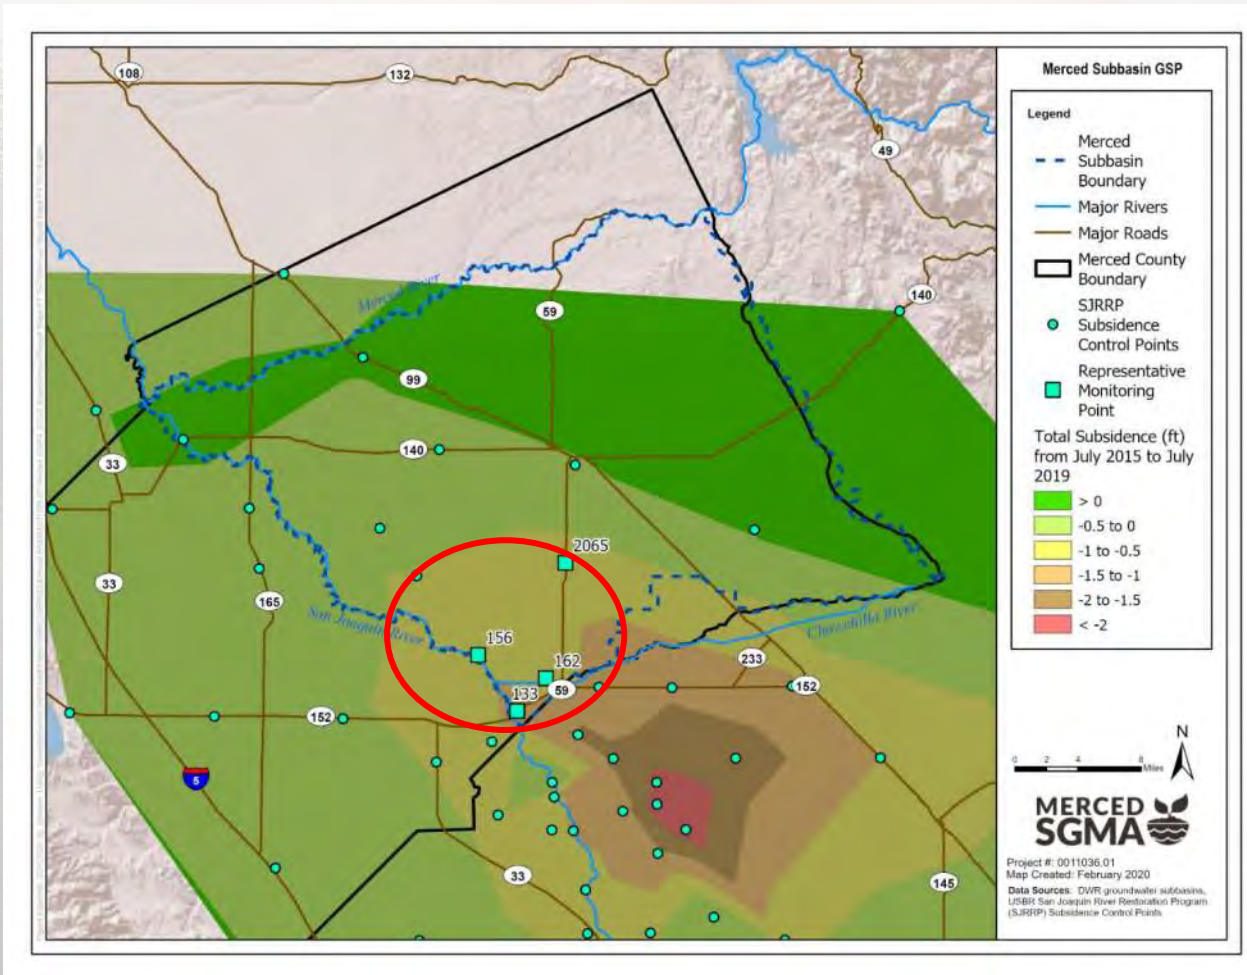 Merced Subbasin GSP
Legend
Merced
Subbasin
Boundary
Major Rivers
Major Roads
Merced County
Boundary
SJRRP
Subsidence
Control Points
Representative
Monitoring
Point
Total Subsidence (ft)
from July 2015 to July
2019
> 0
-0.5 to 0
-1 to -0.5
-1.5 to -1
-2 to -1.5
< -2
108
132
49
140
Merced River
59
99
140
33
2065
33
165
San Joaquin River
156
162
Chowchilla River
233
59
133
152
152
5
33
145
N
0 2 4 8
Miles
MERCED
SGMA
Project #: 0011036.01
Map Created: February 2020
Data Sources: DWR groundwater subbasins,
USBR San Joaquin River Restoration Program
(SJRRP) Subsidence Control Points